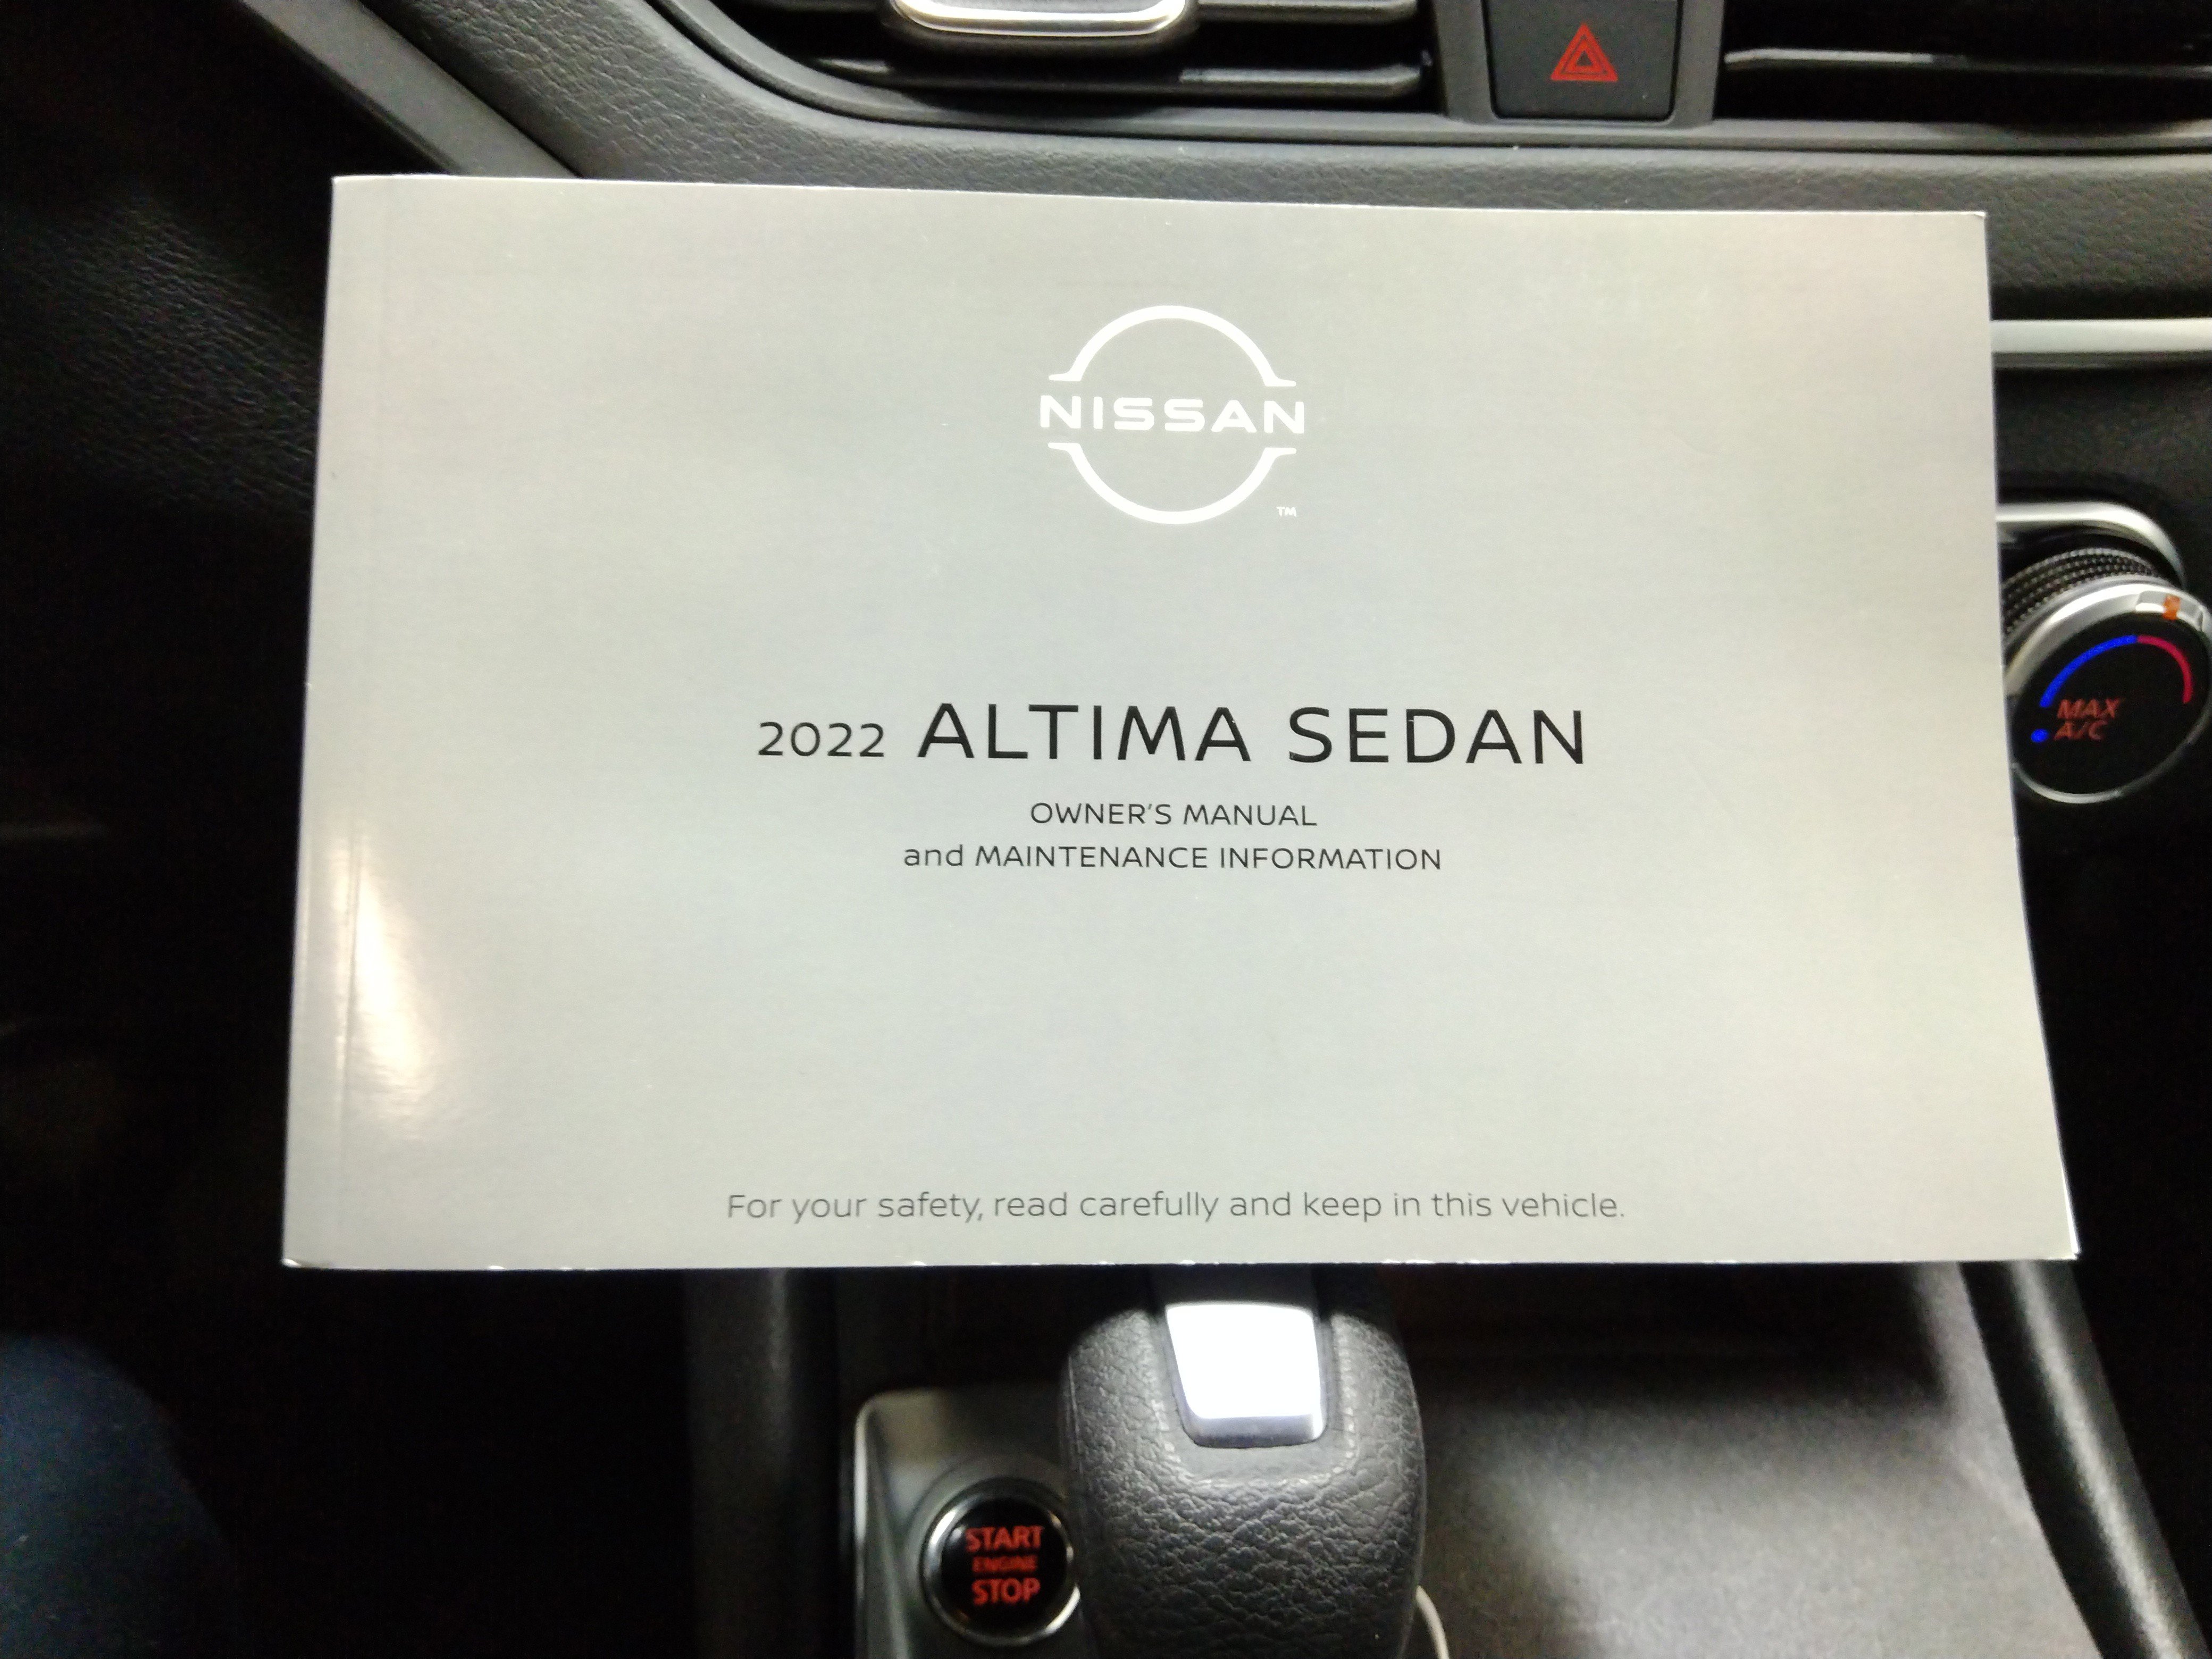 NISSAN
TM
2022 ALTIMA SEDAN
OWNER'S MANUAL
and MAINTENANCE INFORMATION
MAX
A/C
For your safety, read carefully and keep in this vehicle.
START
ENGINE
STOP